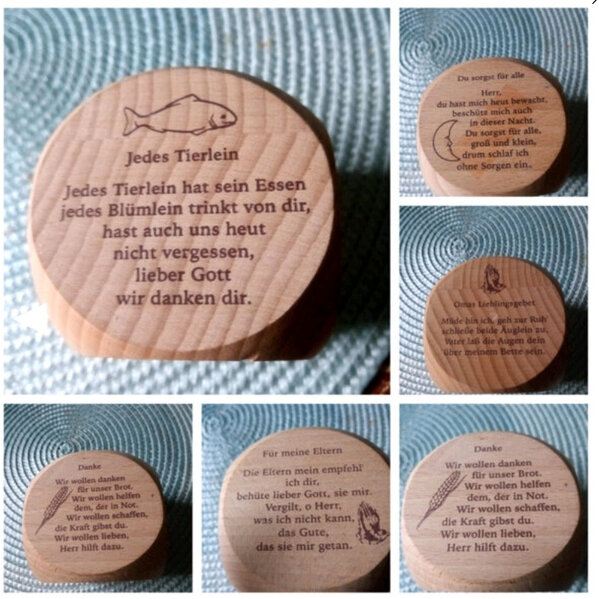 Jedes Tierlein
Jedes Tierlein hat sein Essen
jedes Blümlein trinkt von dir,
hast auch uns heut
nicht vergessen,
lieber Gott
wir danken dir.
Du sorgst für alle
Herr,
du hast mich heut bewacht,
beschütz mich auch
in dieser Nacht.
Du sorgst für alle,
groß und klein,
drum schlaf ich
ohne Sorgen ein.
Omas Lieblingsgebet
Müde bin ich, geh zur Ruh'
schließe beide Äuglein zu,
Vater laß die Augen dein
über meinem Bette sein.
Danke
Wir wollen danken
für unser Brot.
Wir wollen helfen
dem, der in Not.
Wir wollen schaffen,
die Kraft gibst du.
Wir wollen lieben,
Herr hilft dazu.
Für meine Eltern
'Die Eltern mein empfehl'
ich dir,
behüte lieber Gott, sie mir.
Vergilt, o Herr,
was ich nicht kann,
das Gute,
das sie mir getan.
Danke
Wir wollen danken
für unser Brot.
Wir wollen helfen
dem, der in Not.
Wir wollen schaffen,
die Kraft gibst du.
Wir wollen lieben,
Herr hilft dazu.